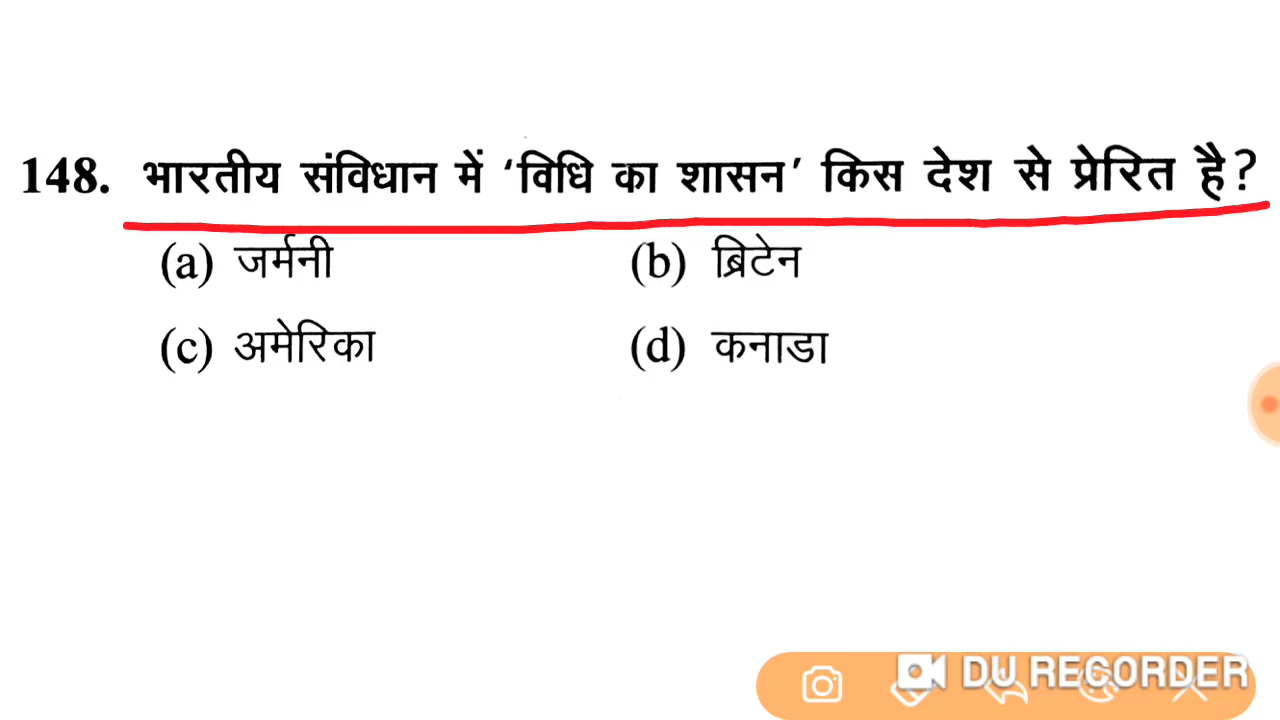 148. भारतीय संविधान में ‘विधि का शासन’ किस देश से प्रेरित है?
(a) जर्मनी (b) ब्रिटेन
(c) अमेरिका (d) कनाडा
DU RECORDER